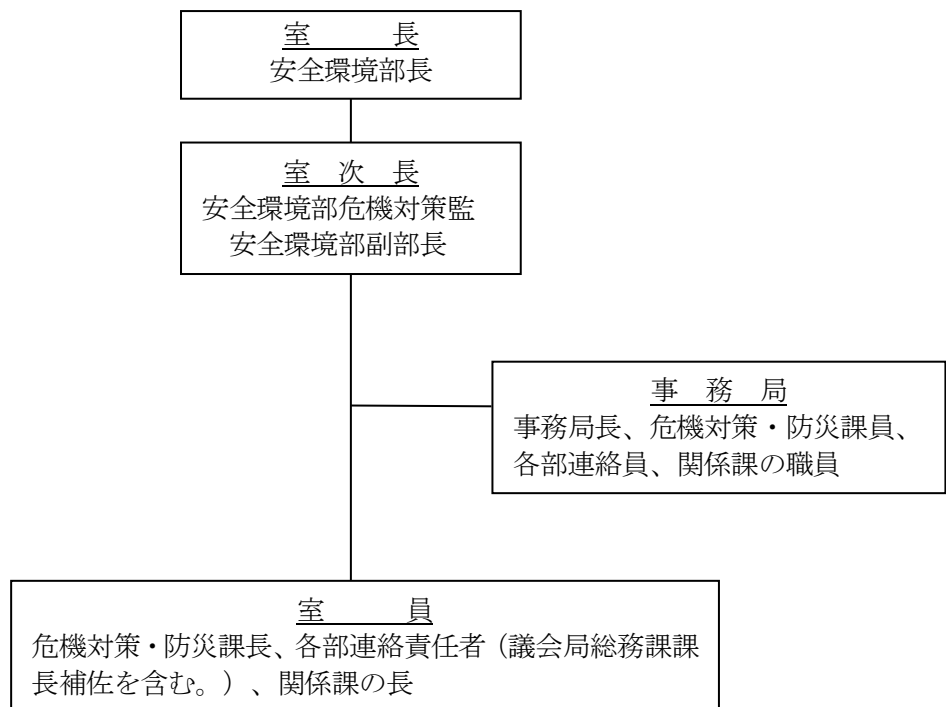 室　　　長
安全環境部長
室　次　長
安全環境部危機対策監
安全環境部副部長
事　務　局
事務局長、危機対策・防災課員、
各部連絡員、関係課の職員
室　　　員
危機対策・防災課長、各部連絡責任者（議会局総務課課
長補佐を含む。）、関係課の長